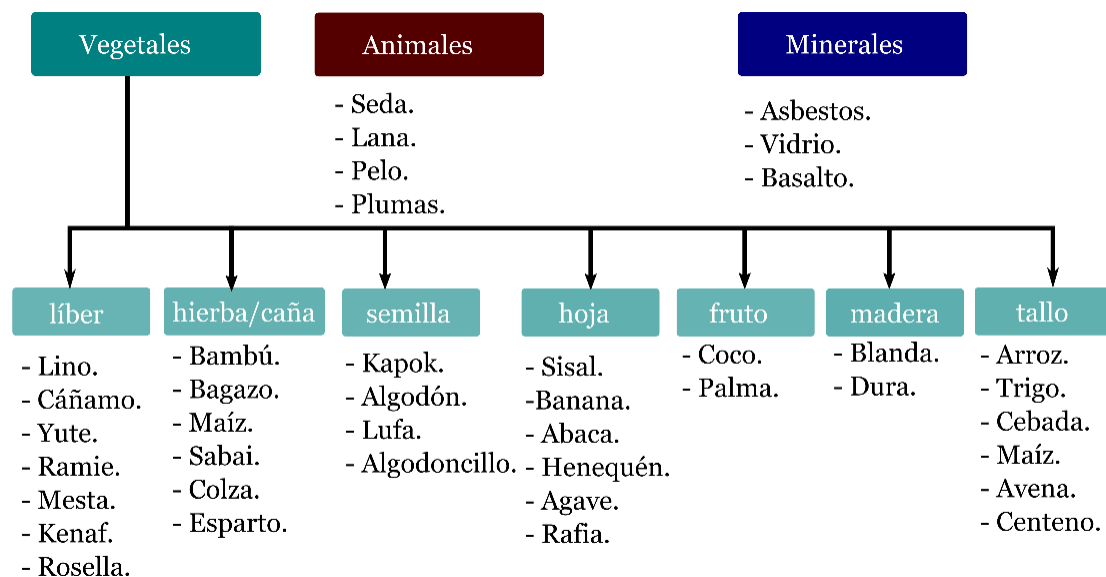 Vegetales
Animales
- Seda.
- Lana.
- Pelo.
- Plumas.
Minerales
- Asbestos.
- Vidrio.
- Basalto.
líber
- Lino.
- Cáñamo.
- Yute.
- Ramie.
- Mesta.
- Kenaf.
- Rosella.
hierba/caña
- Bambú.
- Bagazo.
- Maíz.
- Sabai.
- Colza.
- Esparto.
semilla
- Kapok.
- Algodón.
- Lufa.
- Algodoncillo.
hoja
- Sisal.
-Banana.
- Abaca.
- Henequén.
- Agave.
- Rafia.
fruto
- Coco.
- Palma.
madera
- Blanda.
- Dura.
tallo
- Arroz.
- Trigo.
- Cebada.
- Maíz.
- Avena.
- Centeno.